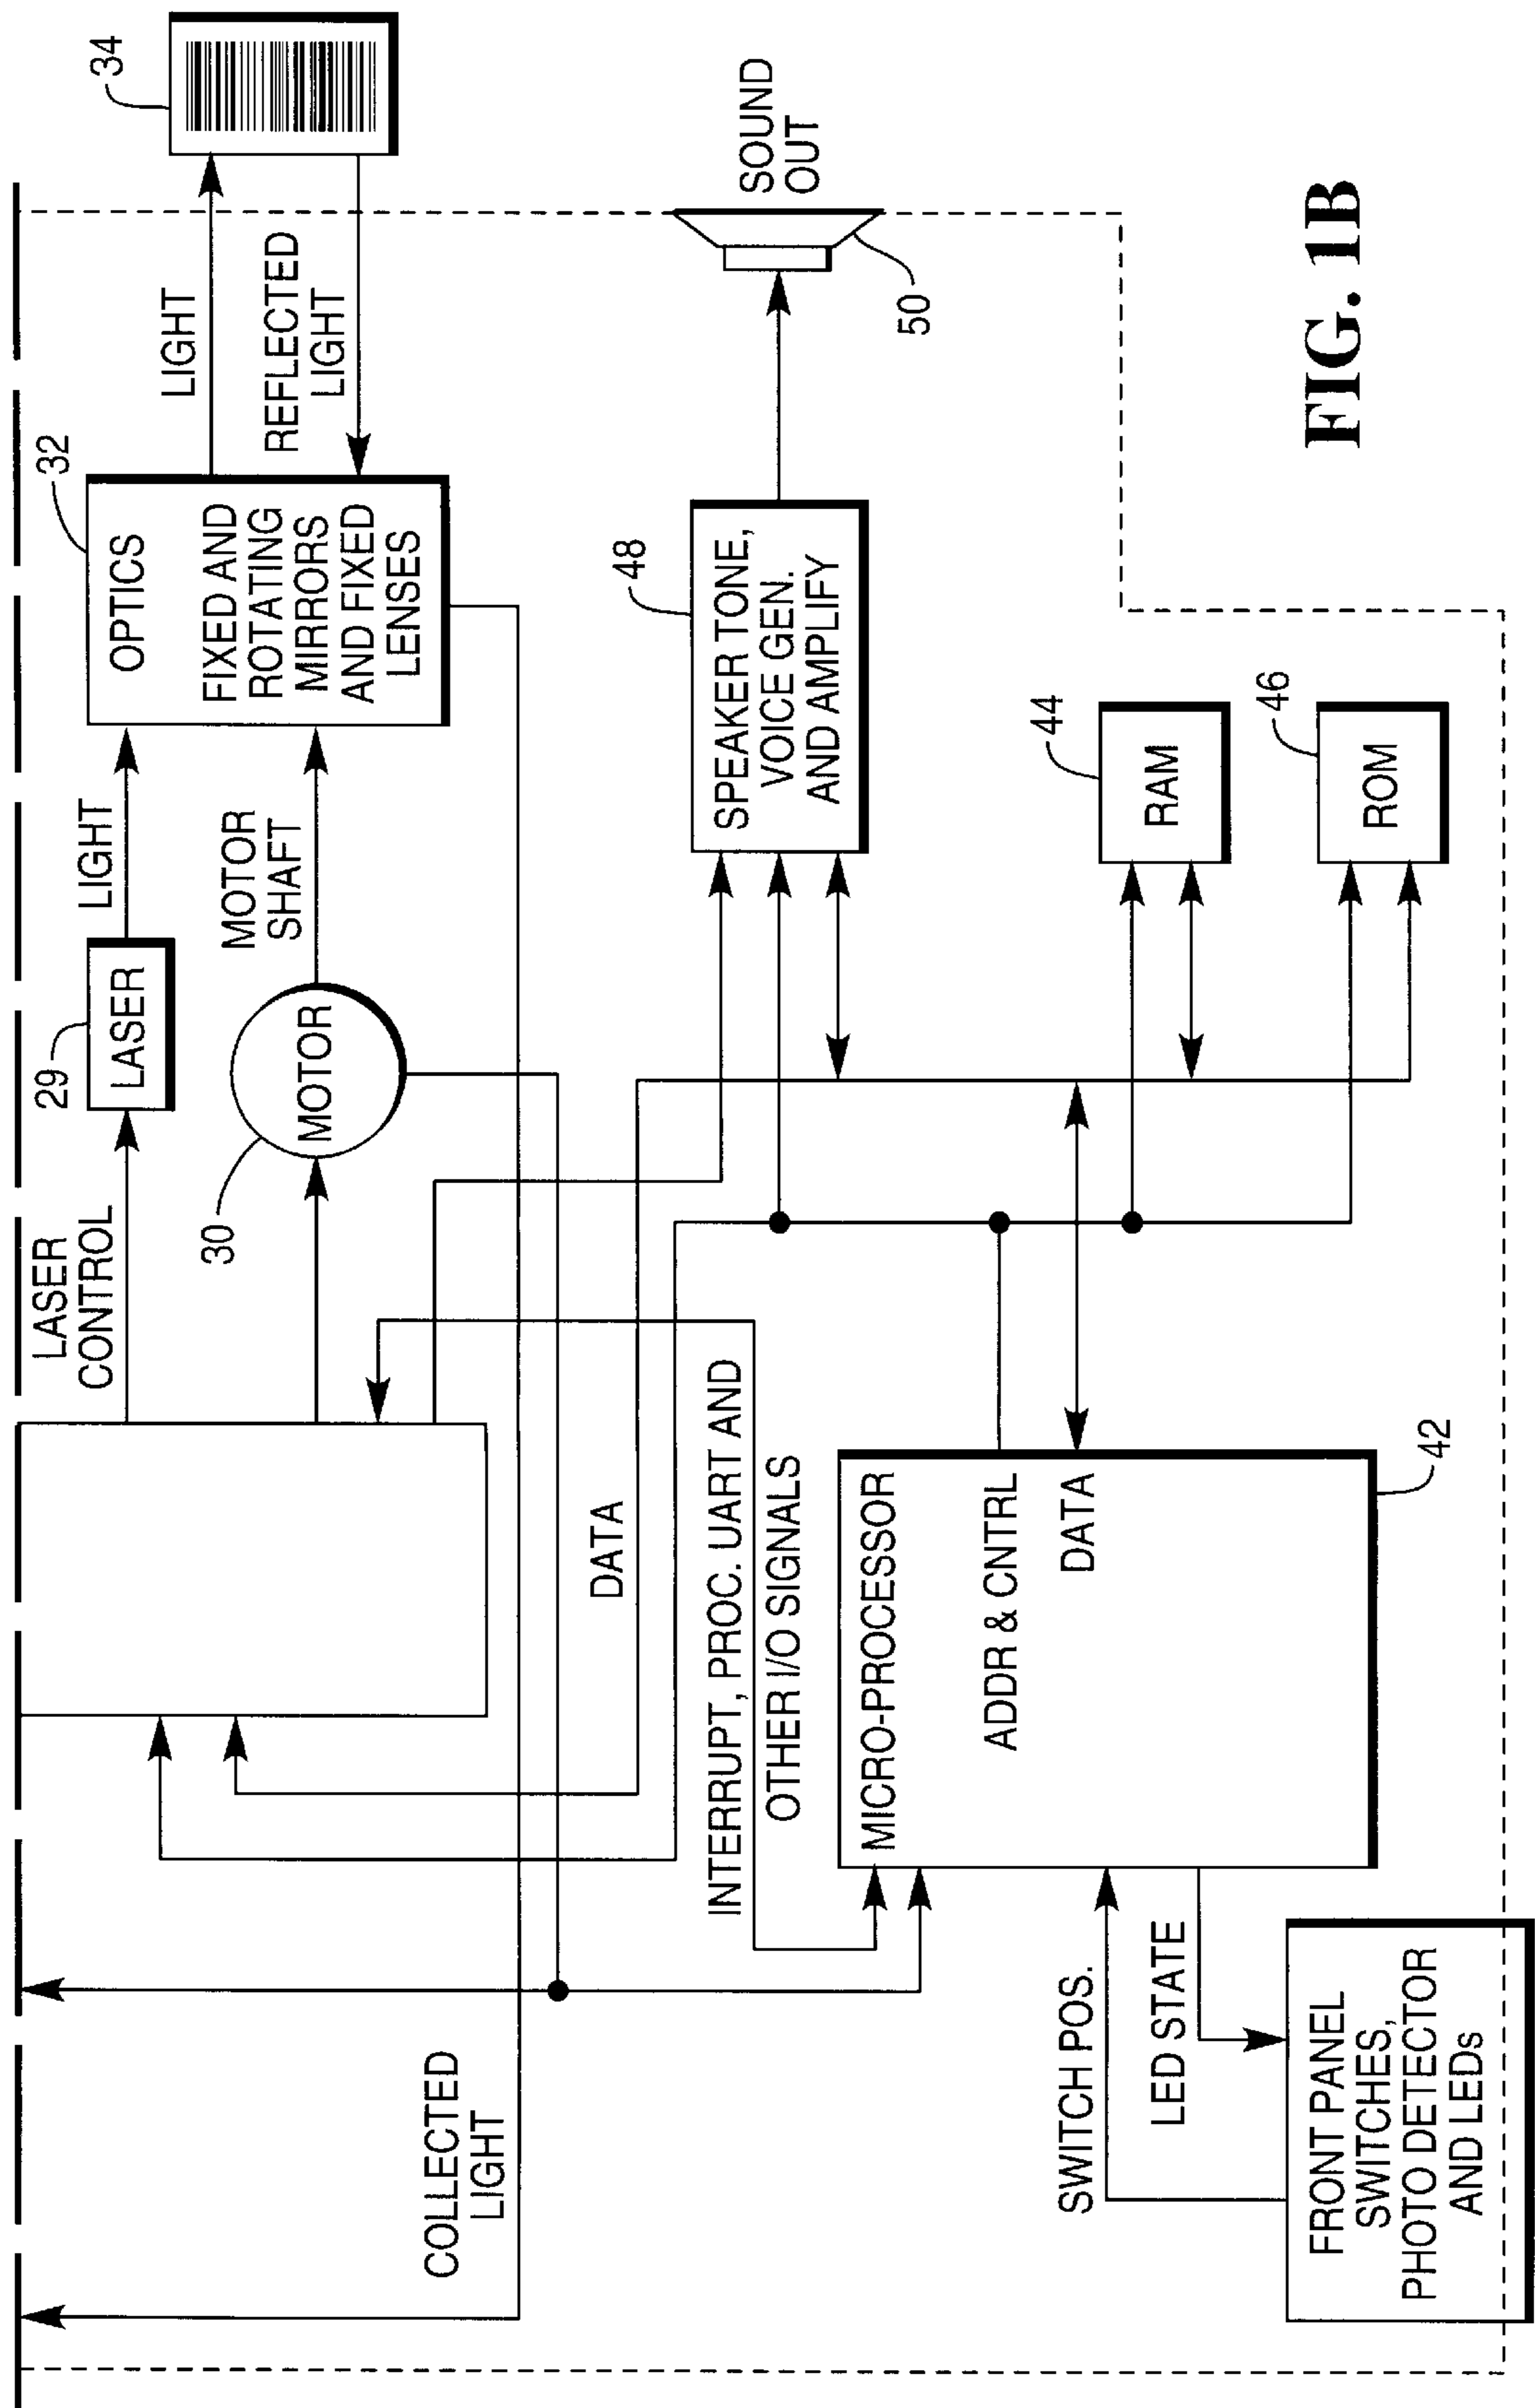 34
LIGHT
REFLECTED
LIGHT
32
OPTICS
FIXED AND
ROTATING
MIRRORS
AND FIXED
LENSES
LIGHT
MOTOR
SHAFT
29
LASER
30
MOTOR
LASER
CONTROL
SOUND
OUT
50
48
SPEAKER TONE,
VOICE GEN.
AND AMPLIFY
44
RAM
46
ROM
DATA
INTERRUPT, PROC. UART AND
OTHER I/O SIGNALS
MICRO-PROCESSOR
ADDR & CNTRL
DATA
42
COLLECTED
LIGHT
SWITCH POS.
LED STATE
FRONT PANEL
SWITCHES,
PHOTO DETECTOR
AND LEDs
FIG. 1B